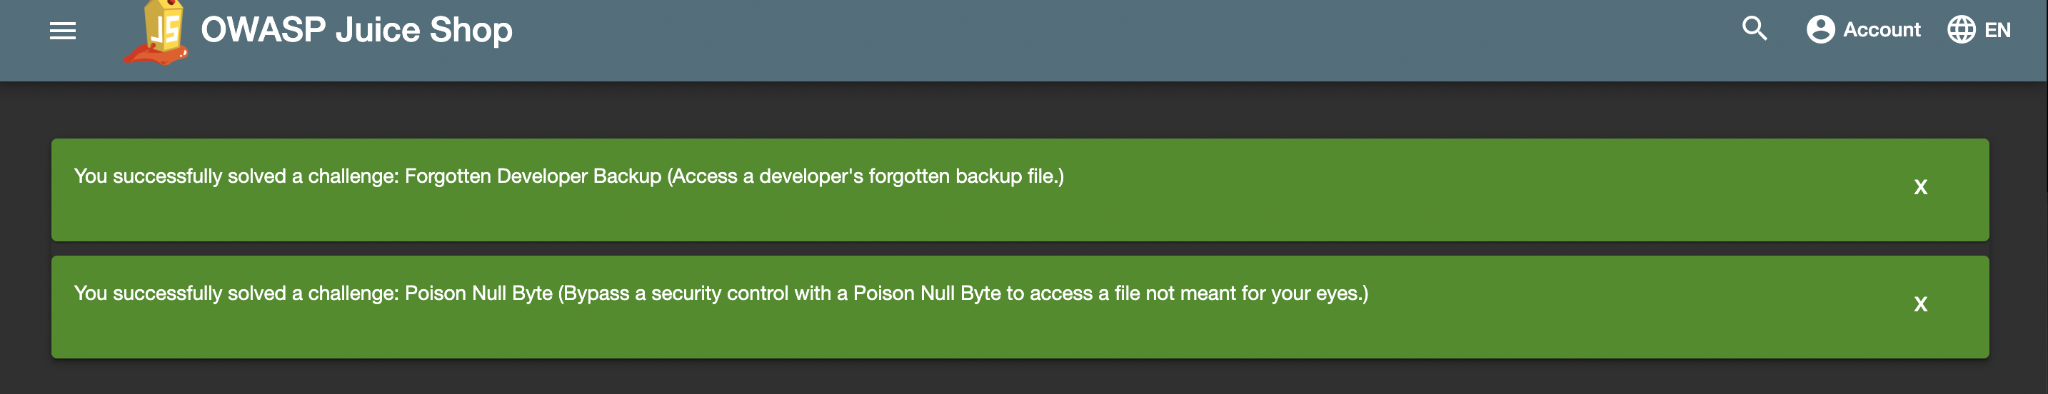 JS
OWASP Juice Shop
Account
EN
You successfully solved a challenge: Forgotten Developer Backup (Access a developer's forgotten backup file.)
X
You successfully solved a challenge: Poison Null Byte (Bypass a security control with a Poison Null Byte to access a file not meant for your eyes.)
X